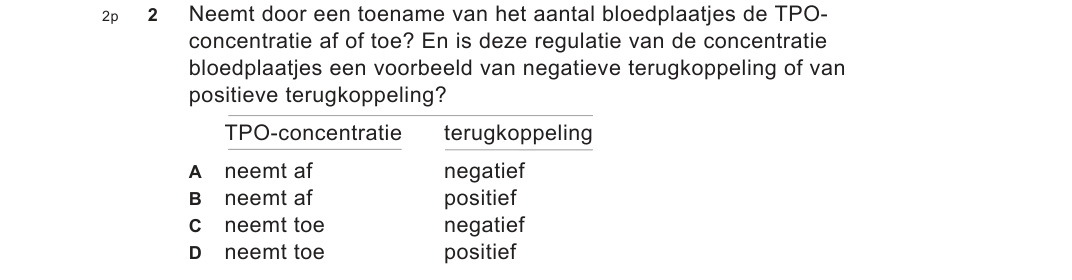 2p 2 Neemt door een toename van het aantal bloedplaatjes de TPO-
concentratie af of toe? En is deze regulatie van de concentratie
bloedplaatjes een voorbeeld van negatieve terugkoppeling of van
positieve terugkoppeling?
TPO-concentratie terugkoppeling
A neemt af negatief
B neemt af positief
C neemt toe negatief
D neemt toe positief